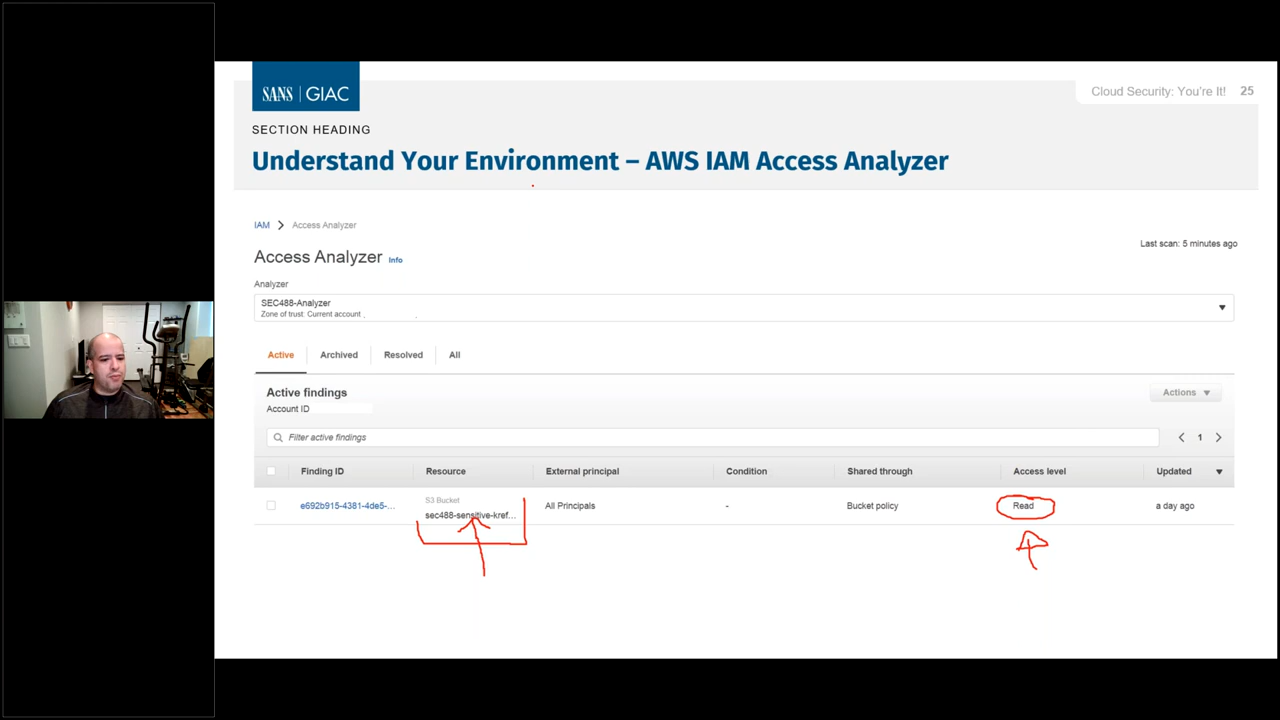 SANS | GIAC
Cloud Security: You're It! 25
SECTION HEADING
Understand Your Environment – AWS IAM Access Analyzer
IAM > Access Analyzer
Last scan: 5 minutes ago
Access Analyzer Info
Analyzer
SEC488-Analyzer
Zone of trust: Current account
Active Archived Resolved All
Active findings
Actions
Account ID
Filter active findings
1
Finding ID Resource External principal Condition Shared through Access level Updated
S3 Bucket
e692b915-4381-4de5-... sec488-sensitive-kref... All Principals - Bucket policy Read a day ago